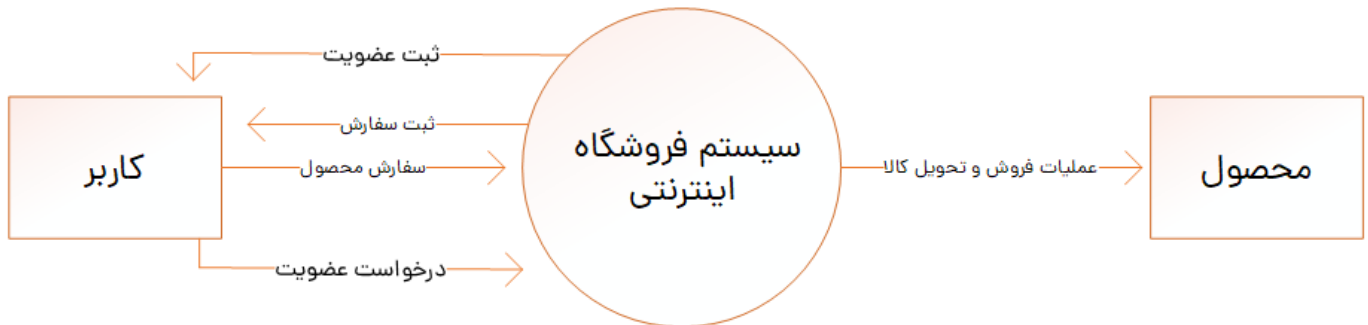 ثبت عضویت
ثبت سفارش
سفارش محصول
درخواست عضویت
کاربر
سیستم فروشگاه
اینترنتی
عملیات فروش و تحویل کالا
محصول